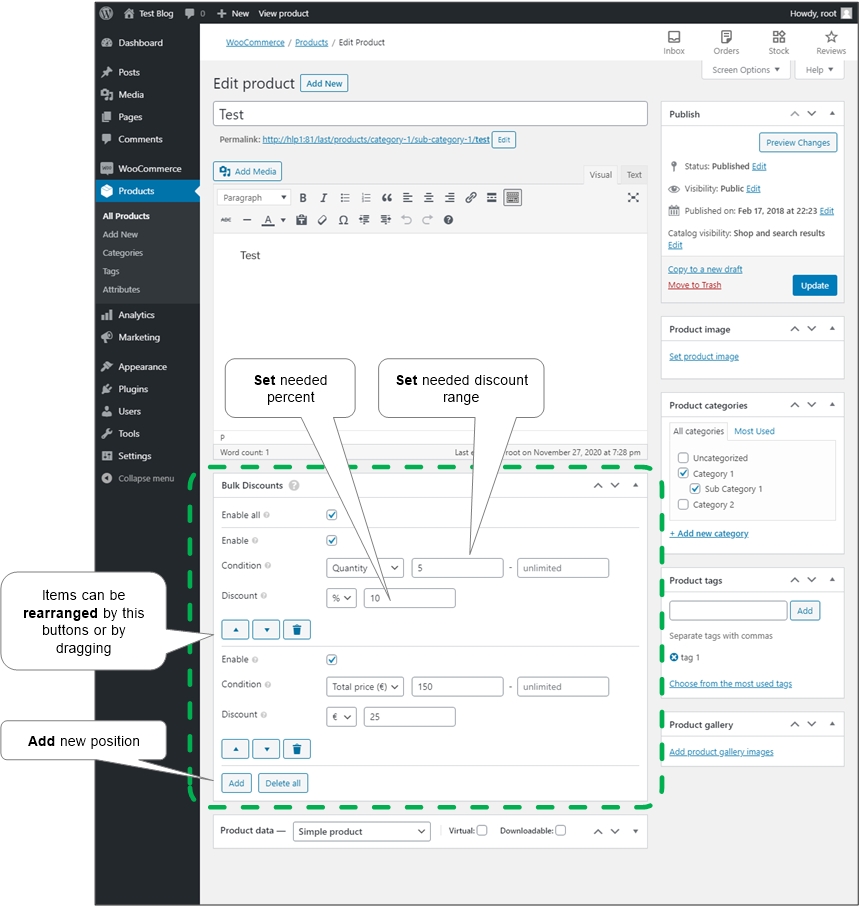 Test Blog 0 New View product Howdy, root
Dashboard
Posts
Media
Pages
Comments
WooCommerce
Products
All Products
Add New
Categories
Tags
Attributes
Analytics
Marketing
Appearance
Plugins
Users
Tools
Settings
Collapse menu
WooCommerce / Products / Edit Product
Inbox Orders Stock Reviews
Screen Options Help
Edit product Add New
Test
Permalink: http://hlp1:81/last/products/category-1/sub-category-1/test Edit
Add Media
Visual Text
Paragraph B I
ABC A Ω
Test
Set needed
percent
Set needed discount
range
P
Word count: 1 Last e root on November 27, 2020 at 7:28 pm
Bulk Discounts ?
Enable all ?
Enable ?
Condition ? Quantity 5 - unlimited
Discount ? % 10
Items can be
rearranged by this
buttons or by
dragging
Enable ?
Condition ? Total price (€) 150 - unlimited
Discount ? € 25
Add new position
Add Delete all
Product data — Simple product Virtual: Downloadable:
Publish
Preview Changes
Status: Published Edit
Visibility: Public Edit
Published on: Feb 17, 2018 at 22:23 Edit
Catalog visibility: Shop and search results
Edit
Copy to a new draft
Move to Trash Update
Product image
Set product image
Product categories
All categories Most Used
Uncategorized
Category 1
Sub Category 1
Category 2
+ Add new category
Product tags
Add
Separate tags with commas
tag 1
Choose from the most used tags
Product gallery
Add product gallery images